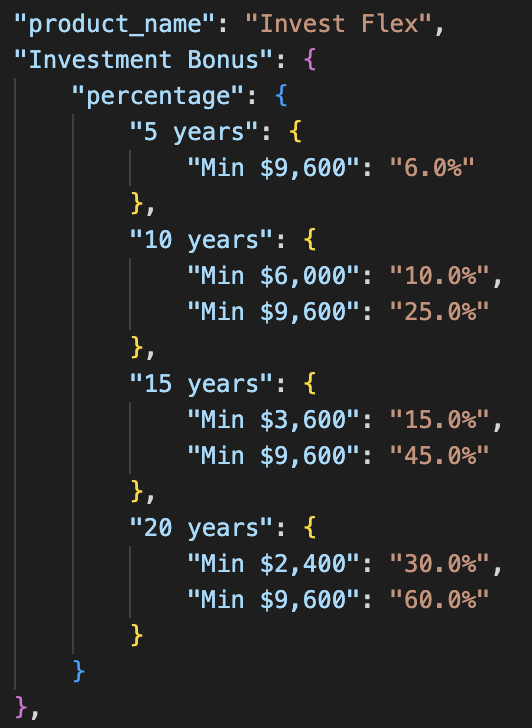 "product_name": "Invest Flex",
"Investment Bonus": {
    "percentage": {
        "5 years": {
            "Min $9,600": "6.0%"
        },
        "10 years": {
            "Min $6,000": "10.0%",
            "Min $9,600": "25.0%"
        },
        "15 years": {
            "Min $3,600": "15.0%",
            "Min $9,600": "45.0%"
        },
        "20 years": {
            "Min $2,400": "30.0%",
            "Min $9,600": "60.0%"
        }
    }
},